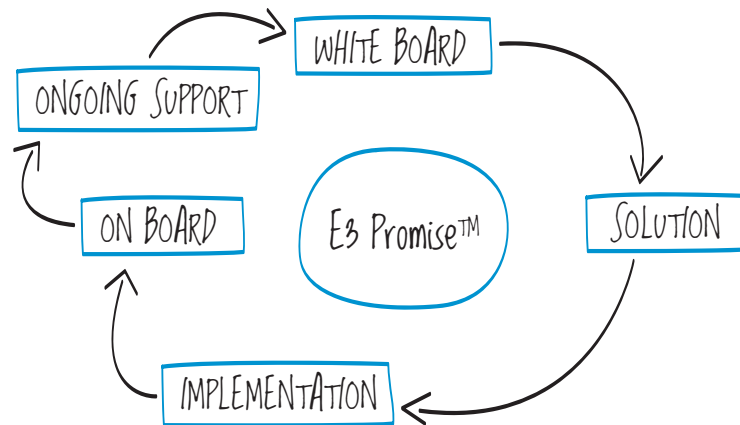 WHITE BOARD
ONGOING SUPPORT
SOLUTION
ON BOARD
E3 Promise™
IMPLEMENTATION